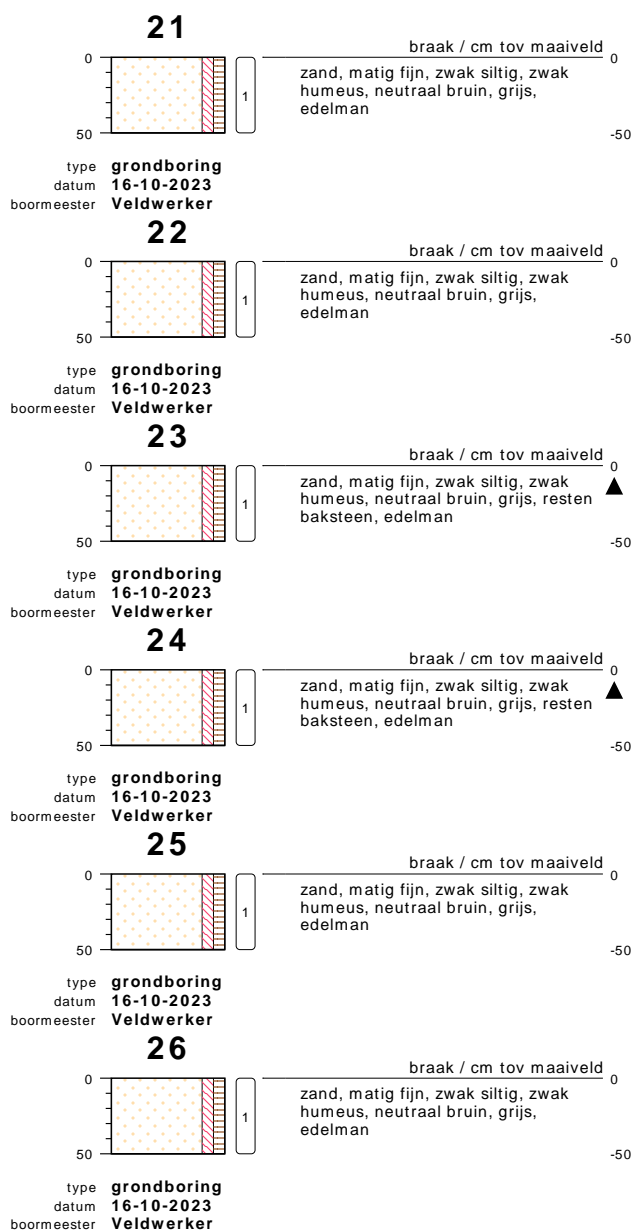 21
braak / cm tov maaiveld
0 0
zand, matig fijn, zwak siltig, zwak
humeus, neutraal bruin, grijs,
edelman
1
50 -50
type grondboring
datum 16-10-2023
boormeester Veldwerker
22
braak / cm tov maaiveld
0 0
zand, matig fijn, zwak siltig, zwak
humeus, neutraal bruin, grijs,
edelman
1
50 -50
type grondboring
datum 16-10-2023
boormeester Veldwerker
23
braak / cm tov maaiveld
0 0
zand, matig fijn, zwak siltig, zwak
humeus, neutraal bruin, grijs, resten
baksteen, edelman
1
50 -50
type grondboring
datum 16-10-2023
boormeester Veldwerker
24
braak / cm tov maaiveld
0 0
zand, matig fijn, zwak siltig, zwak
humeus, neutraal bruin, grijs, resten
baksteen, edelman
1
50 -50
type grondboring
datum 16-10-2023
boormeester Veldwerker
25
braak / cm tov maaiveld
0 0
zand, matig fijn, zwak siltig, zwak
humeus, neutraal bruin, grijs,
edelman
1
50 -50
type grondboring
datum 16-10-2023
boormeester Veldwerker
26
braak / cm tov maaiveld
0 0
zand, matig fijn, zwak siltig, zwak
humeus, neutraal bruin, grijs,
edelman
1
50 -50
type grondboring
datum 16-10-2023
boormeester Veldwerker